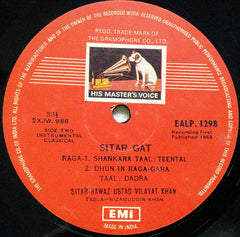 REGD. TRADE MARK OF
THE GRAMOPHONE CO., LTD.
HIS MASTER'S VOICE
33⅓
2XJW.986
SIDE TWO
INSTRUMENTAL
CLASSICAL
EALP. 1298
Recording First
Published 1965
SITAR GAT
RAGA-1. SHANKARA TAAL: TEENTAL
2. DHUN IN RAGA-GARA
TAAL: DADRA
SITAR-NAWAZ USTAD VILAYAT KHAN
TABLA-NIZAMUDDIN KHAN
EMI
MADE IN INDIA.